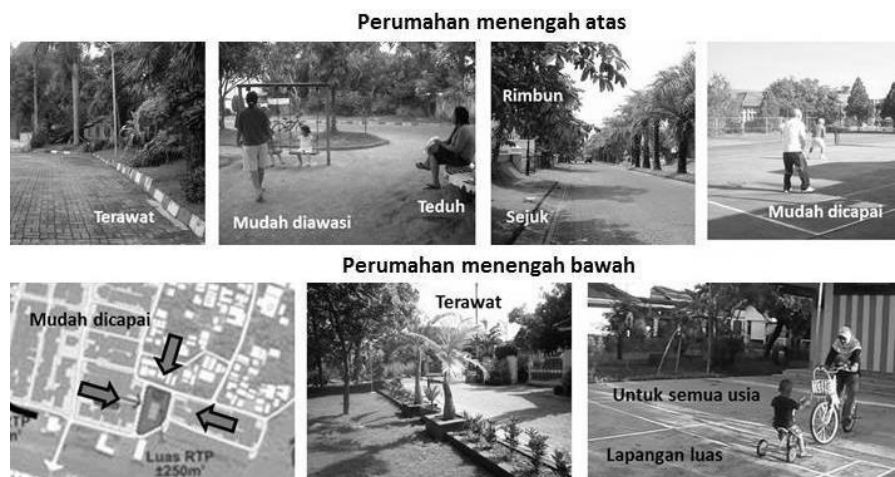 Perumahan menengah atas
Terawat
Mudah diawasi
Teduh
Rimbun
Sejuk
Mudah dicapai
Perumahan menengah bawah
Mudah dicapai
RTP
Luas RTP
±250m²
Terawat
Untuk semua usia
Lapangan luas